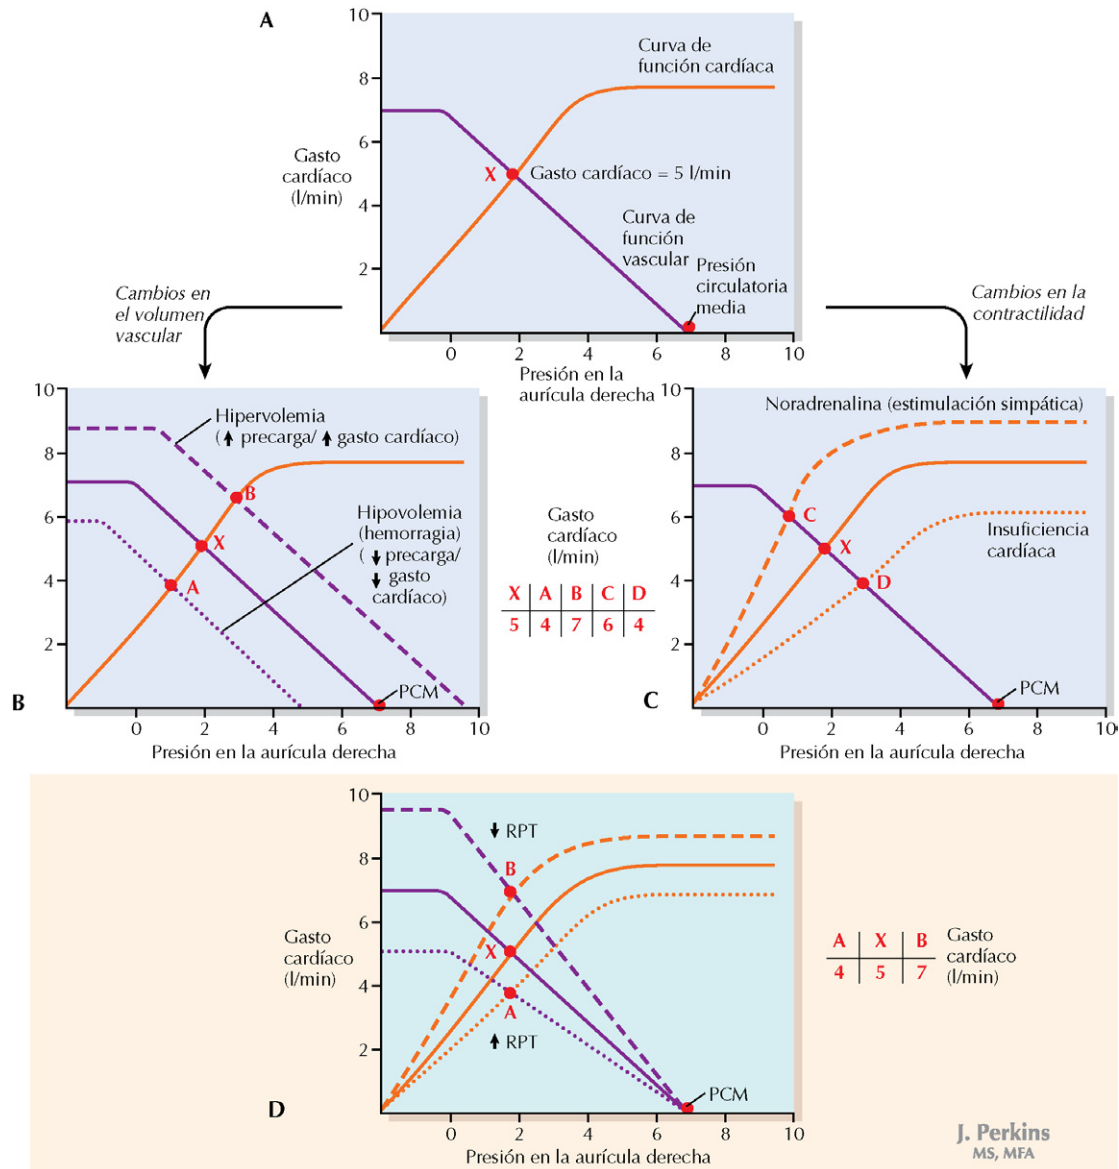 A
10
8
6
4
2
Gasto
cardíaco
(l/min)
Curva de
función cardíaca
X
Gasto cardíaco = 5 l/min
Curva de
función
vascular
Presión
circulatoria
media
0 2 4 6 8 10
Presión en la
aurícula derecha
Cambios en
el volumen
vascular
Cambios en la
contractilidad
B
10
8
6
4
2
Hipervolemia
(⬆ precarga/ ⬆ gasto cardíaco)
Hipovolemia
(hemorragia)
(⬇ precarga/
⬇ gasto
cardíaco)
B
X
A
PCM
0 2 4 6 8 10
Presión en la aurícula derecha
Gasto
cardíaco
(l/min)
X A B C D
5 4 7 6 4
C
10
8
6
4
2
Noradrenalina (estimulación simpática)
Insuficiencia
cardíaca
C
X
D
PCM
0 2 4 6 8 10
Presión en la aurícula derecha
D
10
8
6
4
2
Gasto
cardíaco
(l/min)
⬇ RPT
B
X
A
⬆ RPT
PCM
0 2 4 6 8 10
Presión en la aurícula derecha
A X B
4 5 7
Gasto
cardíaco
(l/min)
J. Perkins
MS, MFA